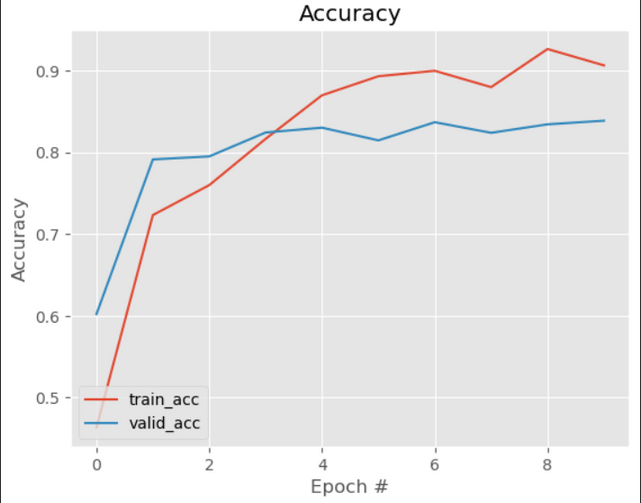 Accuracy
0.9
0.8
0.7
0.6
0.5
Accuracy
train_acc
valid_acc
0 2 4 6 8
Epoch #